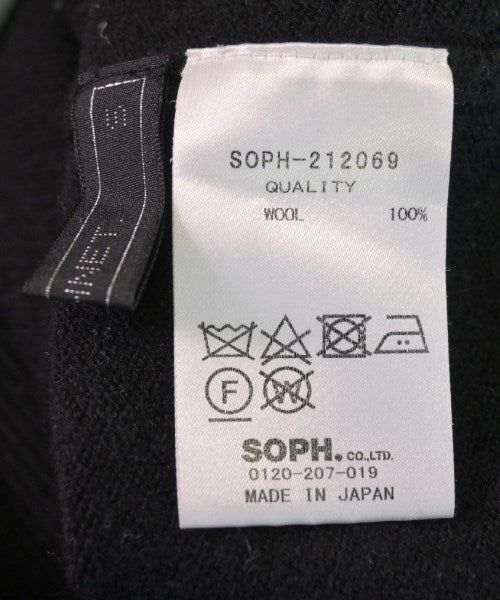 SOPH-212069
QUALITY
WOOL 100%
F
W
SOPH. CO.,LTD.
0120-207-019
MADE IN JAPAN